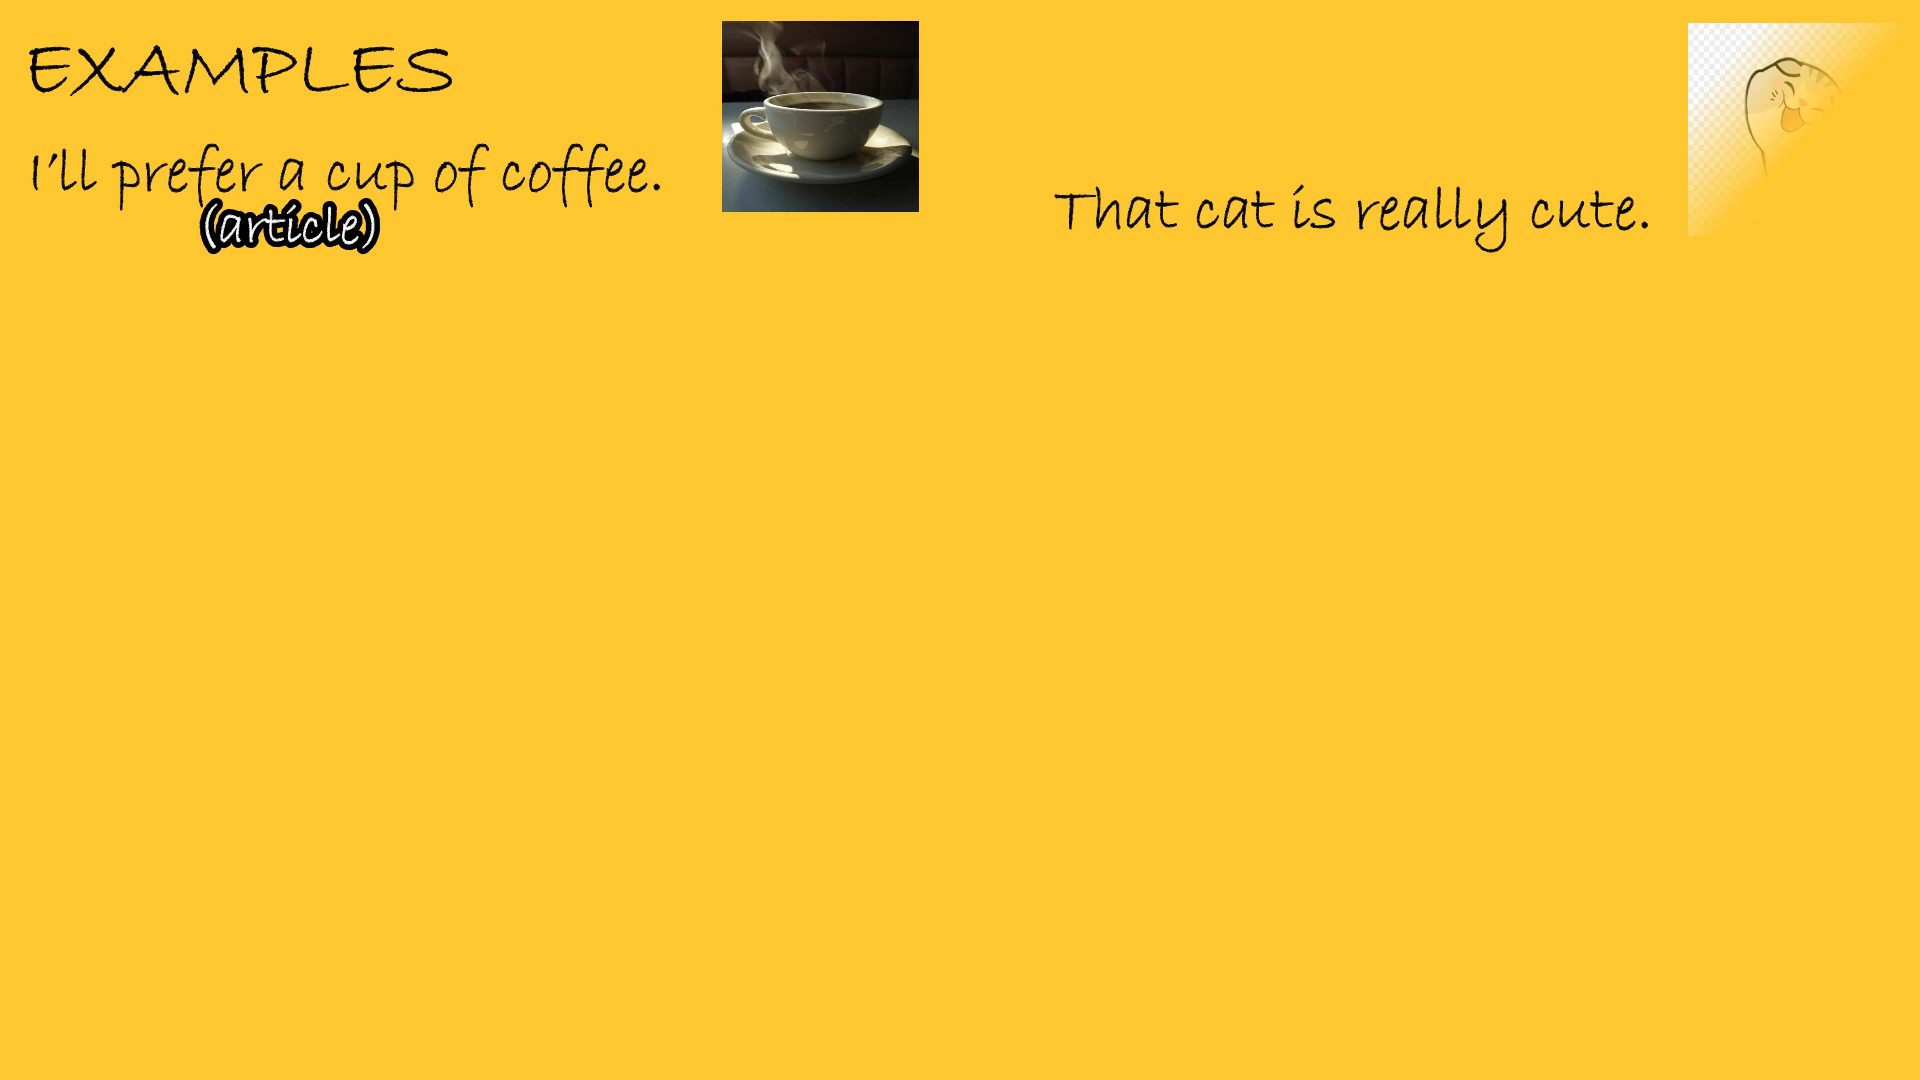 EXAMPLES
I'll prefer a cup of coffee.
(article)
That cat is really cute.